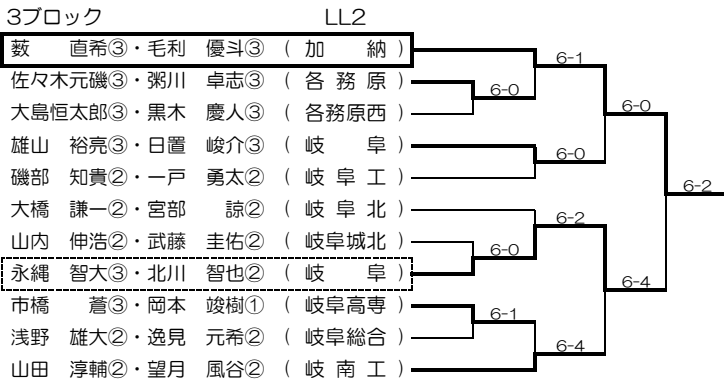 3ブロック LL2
薮 直希③・毛利 優斗③ ( 加 納 )
6-1
佐々木元磯③・粥川 卓志③ ( 各 務 原 )
6-0
大島恒太郎③・黒木 慶人③ ( 各務原西 )
6-0
雄山 裕亮③・日置 峻介③ ( 岐 阜 )
6-0
磯部 知貴②・一戸 勇太② ( 岐 阜 工 )
6-2
大橋 謙一②・宮部 諒② ( 岐 阜 北 )
6-2
山内 伸浩②・武藤 圭佑② ( 岐阜城北 )
6-0
永縄 智大③・北川 智也② ( 岐 阜 )
6-4
市橋 蒼③・岡本 竣樹① ( 岐阜高専 )
6-1
浅野 雄大②・逸見 元希② ( 岐阜総合 )
6-4
山田 淳輔②・望月 風谷② ( 岐 南 工 )